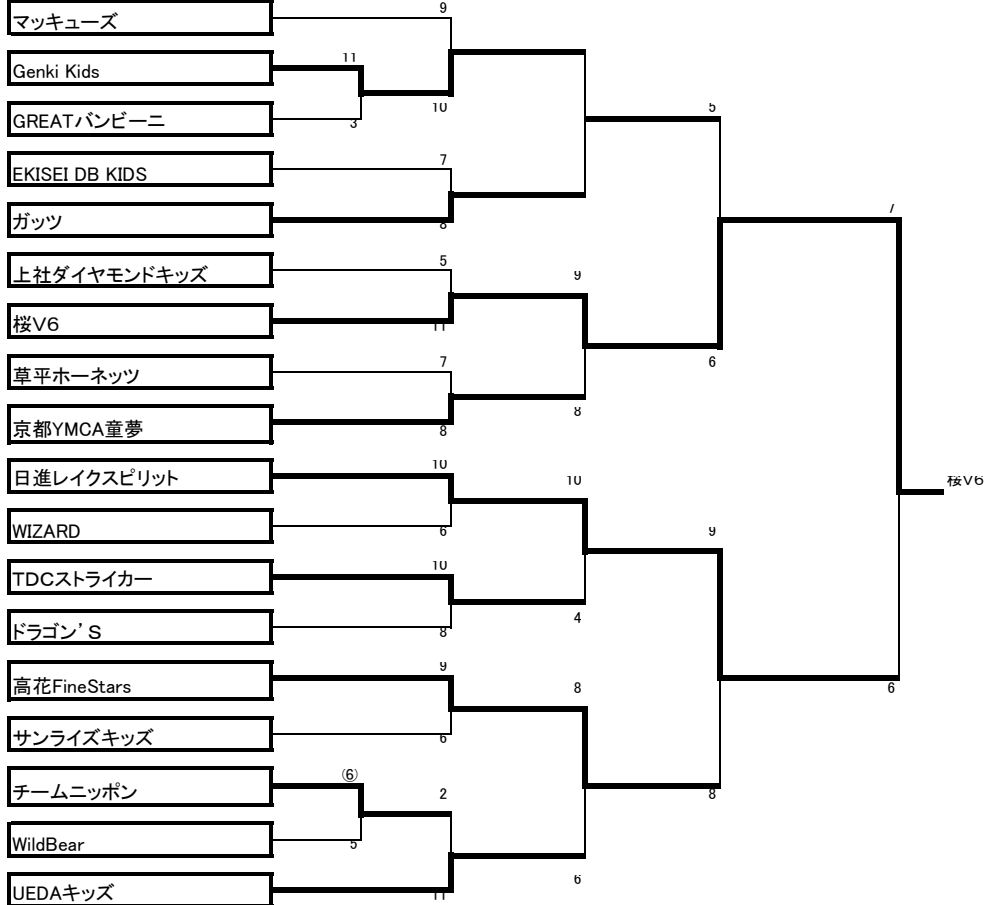 マッキューズ
9
Genki Kids
11
10
GREATバンビーニ
3
5
EKISEI DB KIDS
7
ガッツ
8
7
上社ダイヤモンドキッズ
5
9
桜V6
11
6
草平ホーネッツ
7
8
京都YMCA童夢
8
日進レイクスピリット
10
10
桜V6
WIZARD
6
9
TDCストライカー
10
4
ドラゴン’S
8
高花FineStars
9
8
6
サンライズキッズ
6
チームニッポン
⑥
2
8
WildBear
5
6
UEDAキッズ
11